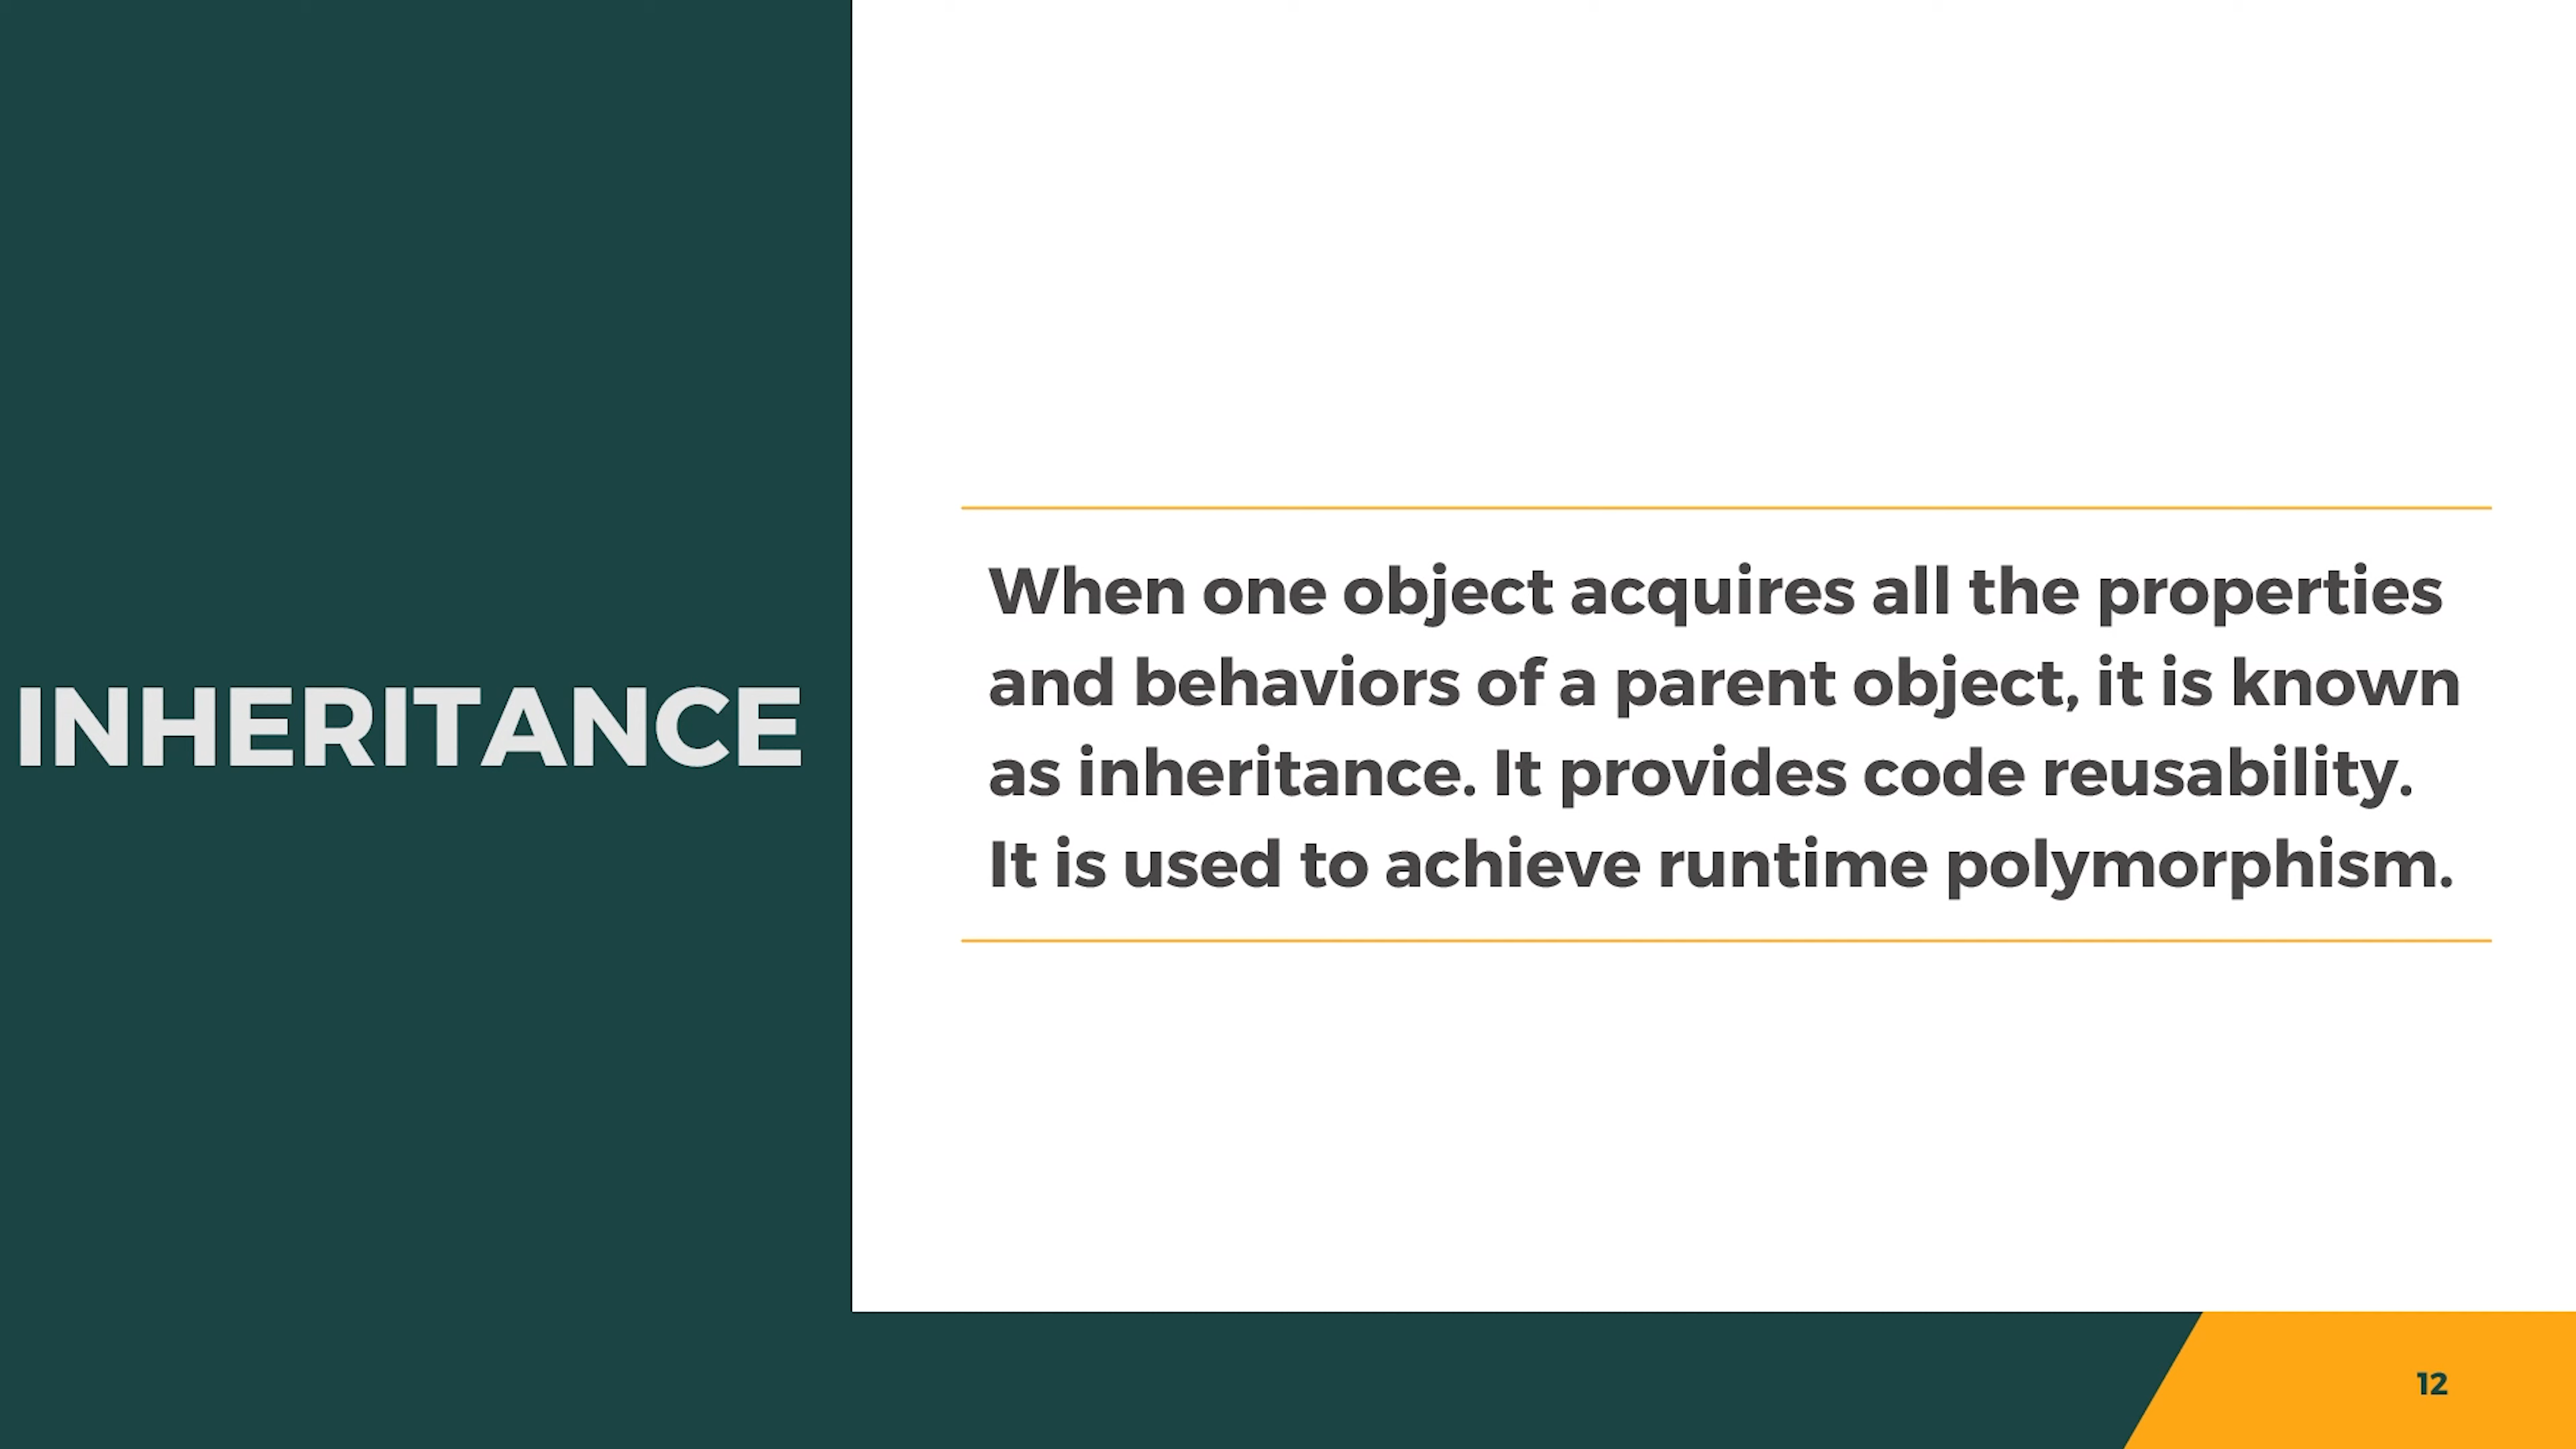 INHERITANCE
When one object acquires all the properties
and behaviors of a parent object, it is known
as inheritance. It provides code reusability.
It is used to achieve runtime polymorphism.
12